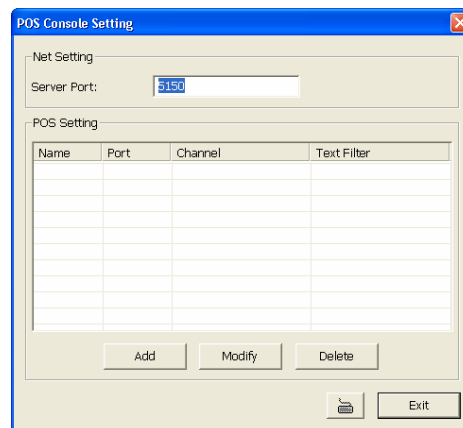 POS Console Setting
Net Setting
Server Port: 5150
POS Setting
Name Port Channel Text Filter
Add Modify Delete
Exit